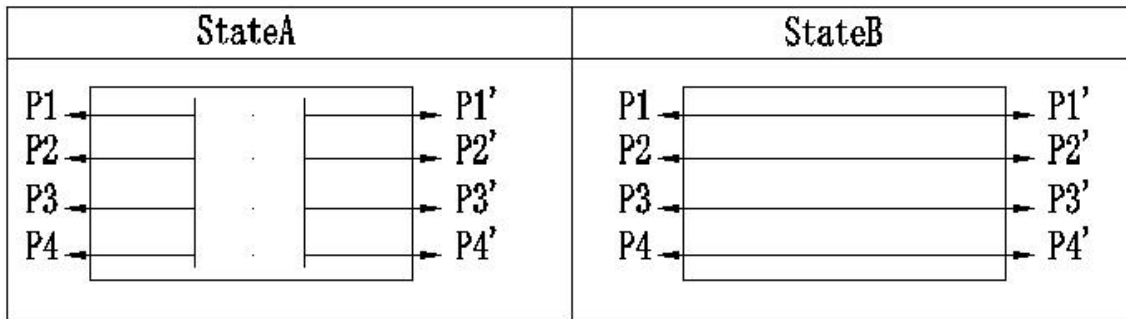 StateA StateB
P1 P1' P1 P1'
P2 P2' P2 P2'
P3 P3' P3 P3'
P4 P4' P4 P4'